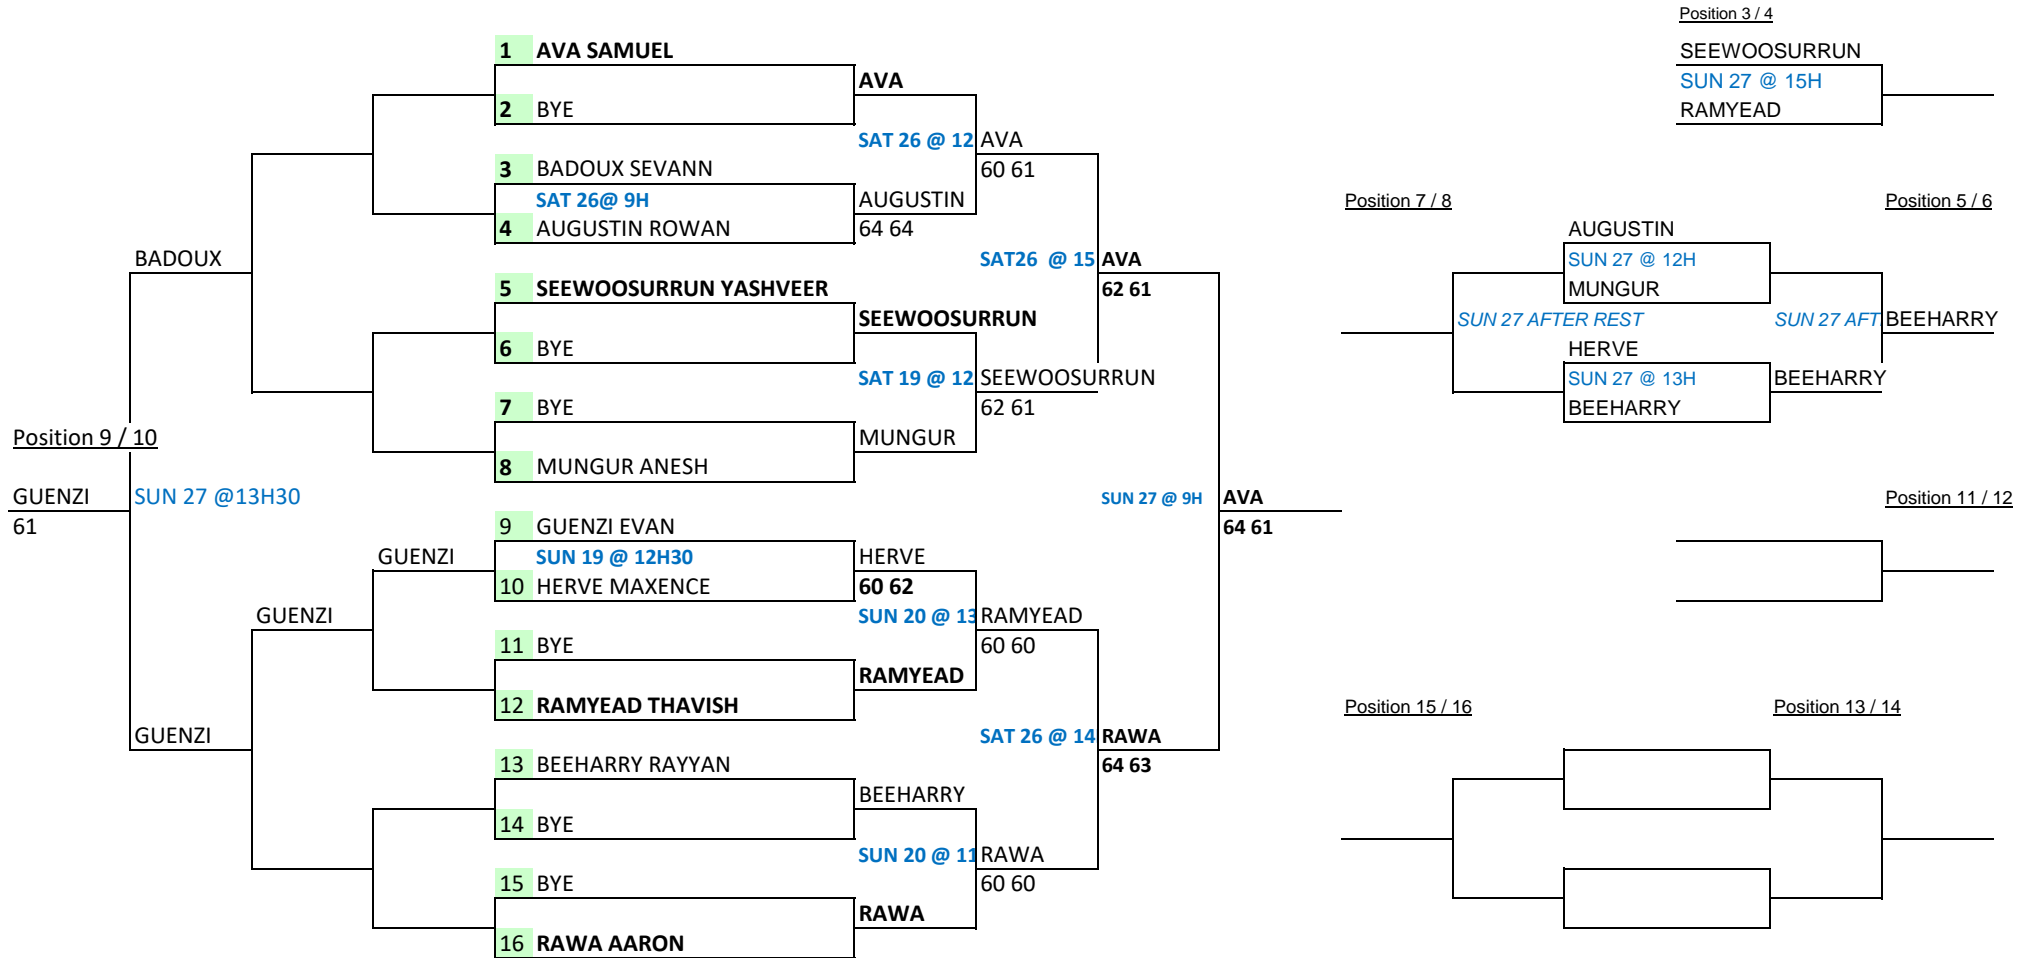 Position 3 / 4
1 AVA SAMUEL
SEEWOOSURRUN
AVA
SUN 27 @ 15H
2 BYE
RAMYEAD
SAT 26 @ 12
AVA
3 BADOUX SEVANN
60 61
SAT 26@ 9H
AUGUSTIN
Position 7 / 8
Position 5 / 6
4 AUGUSTIN ROWAN
64 64
AUGUSTIN
BADOUX
SAT26 @ 15
AVA
SUN 27 @ 12H
5 SEEWOOSURRUN YASHVEER
62 61
MUNGUR
SEEWOOSURRUN
SUN 27 AFTER REST
SUN 27 AFT
BEEHARRY
6 BYE
HERVE
SAT 19 @ 12
SEEWOOSURRUN
SUN 27 @ 13H
BEEHARRY
7 BYE
62 61
BEEHARRY
Position 9 / 10
MUNGUR
8 MUNGUR ANESH
GUENZI
SUN 27 @13H30
SUN 27 @ 9H
AVA
Position 11 / 12
61
9 GUENZI EVAN
64 61
GUENZI
SUN 19 @ 12H30
HERVE
10 HERVE MAXENCE
60 62
GUENZI
SUN 20 @ 13
RAMYEAD
11 BYE
60 60
RAMYEAD
12 RAMYEAD THAVISH
Position 15 / 16
Position 13 / 14
GUENZI
SAT 26 @ 14
RAWA
13 BEEHARRY RAYYAN
64 63
BEEHARRY
14 BYE
SUN 20 @ 11
RAWA
15 BYE
60 60
RAWA
16 RAWA AARON